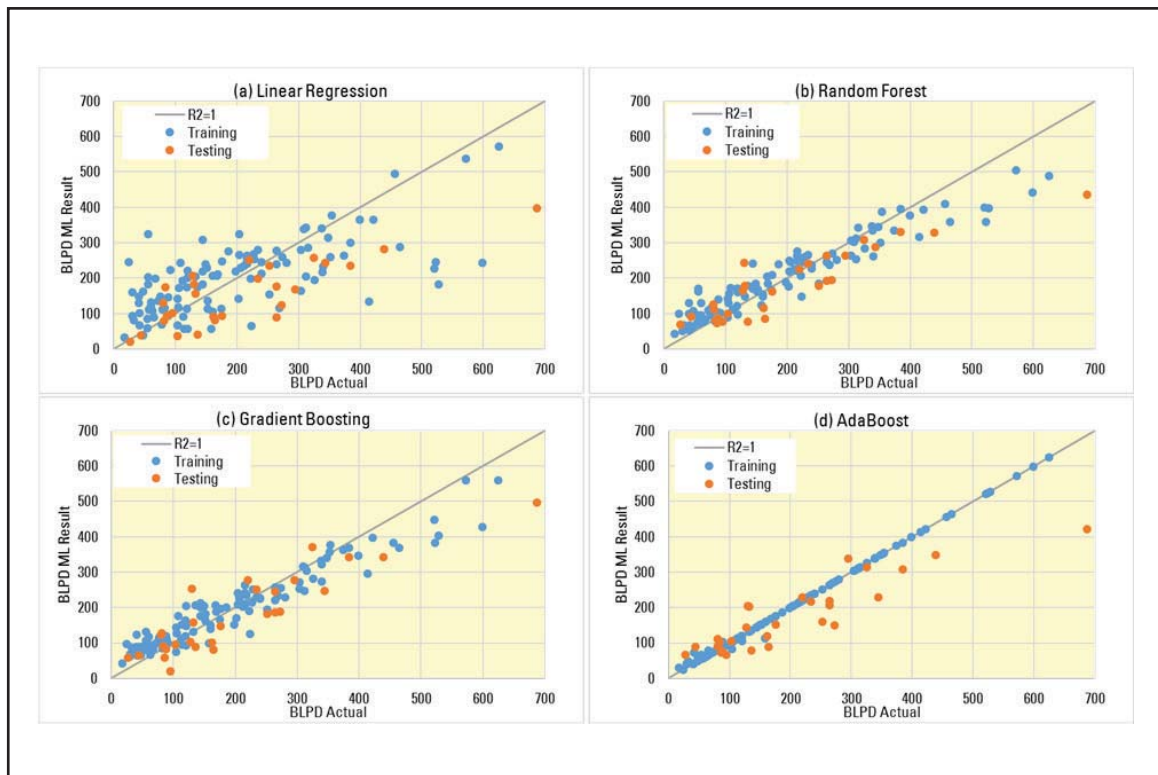 (a) Linear Regression
700
600
500
400
300
200
100
0
BLPD ML Result
R2=1
Training
Testing
0 100 200 300 400 500 600 700
BLPD Actual
(b) Random Forest
700
600
500
400
300
200
100
0
BLPD ML Result
R2=1
Training
Testing
0 100 200 300 400 500 600 700
BLPD Actual
(c) Gradient Boosting
700
600
500
400
300
200
100
0
BLPD ML Result
R2=1
Training
Testing
0 100 200 300 400 500 600 700
BLPD Actual
(d) AdaBoost
700
600
500
400
300
200
100
0
BLPD ML Result
R2=1
Training
Testing
0 100 200 300 400 500 600 700
BLPD Actual